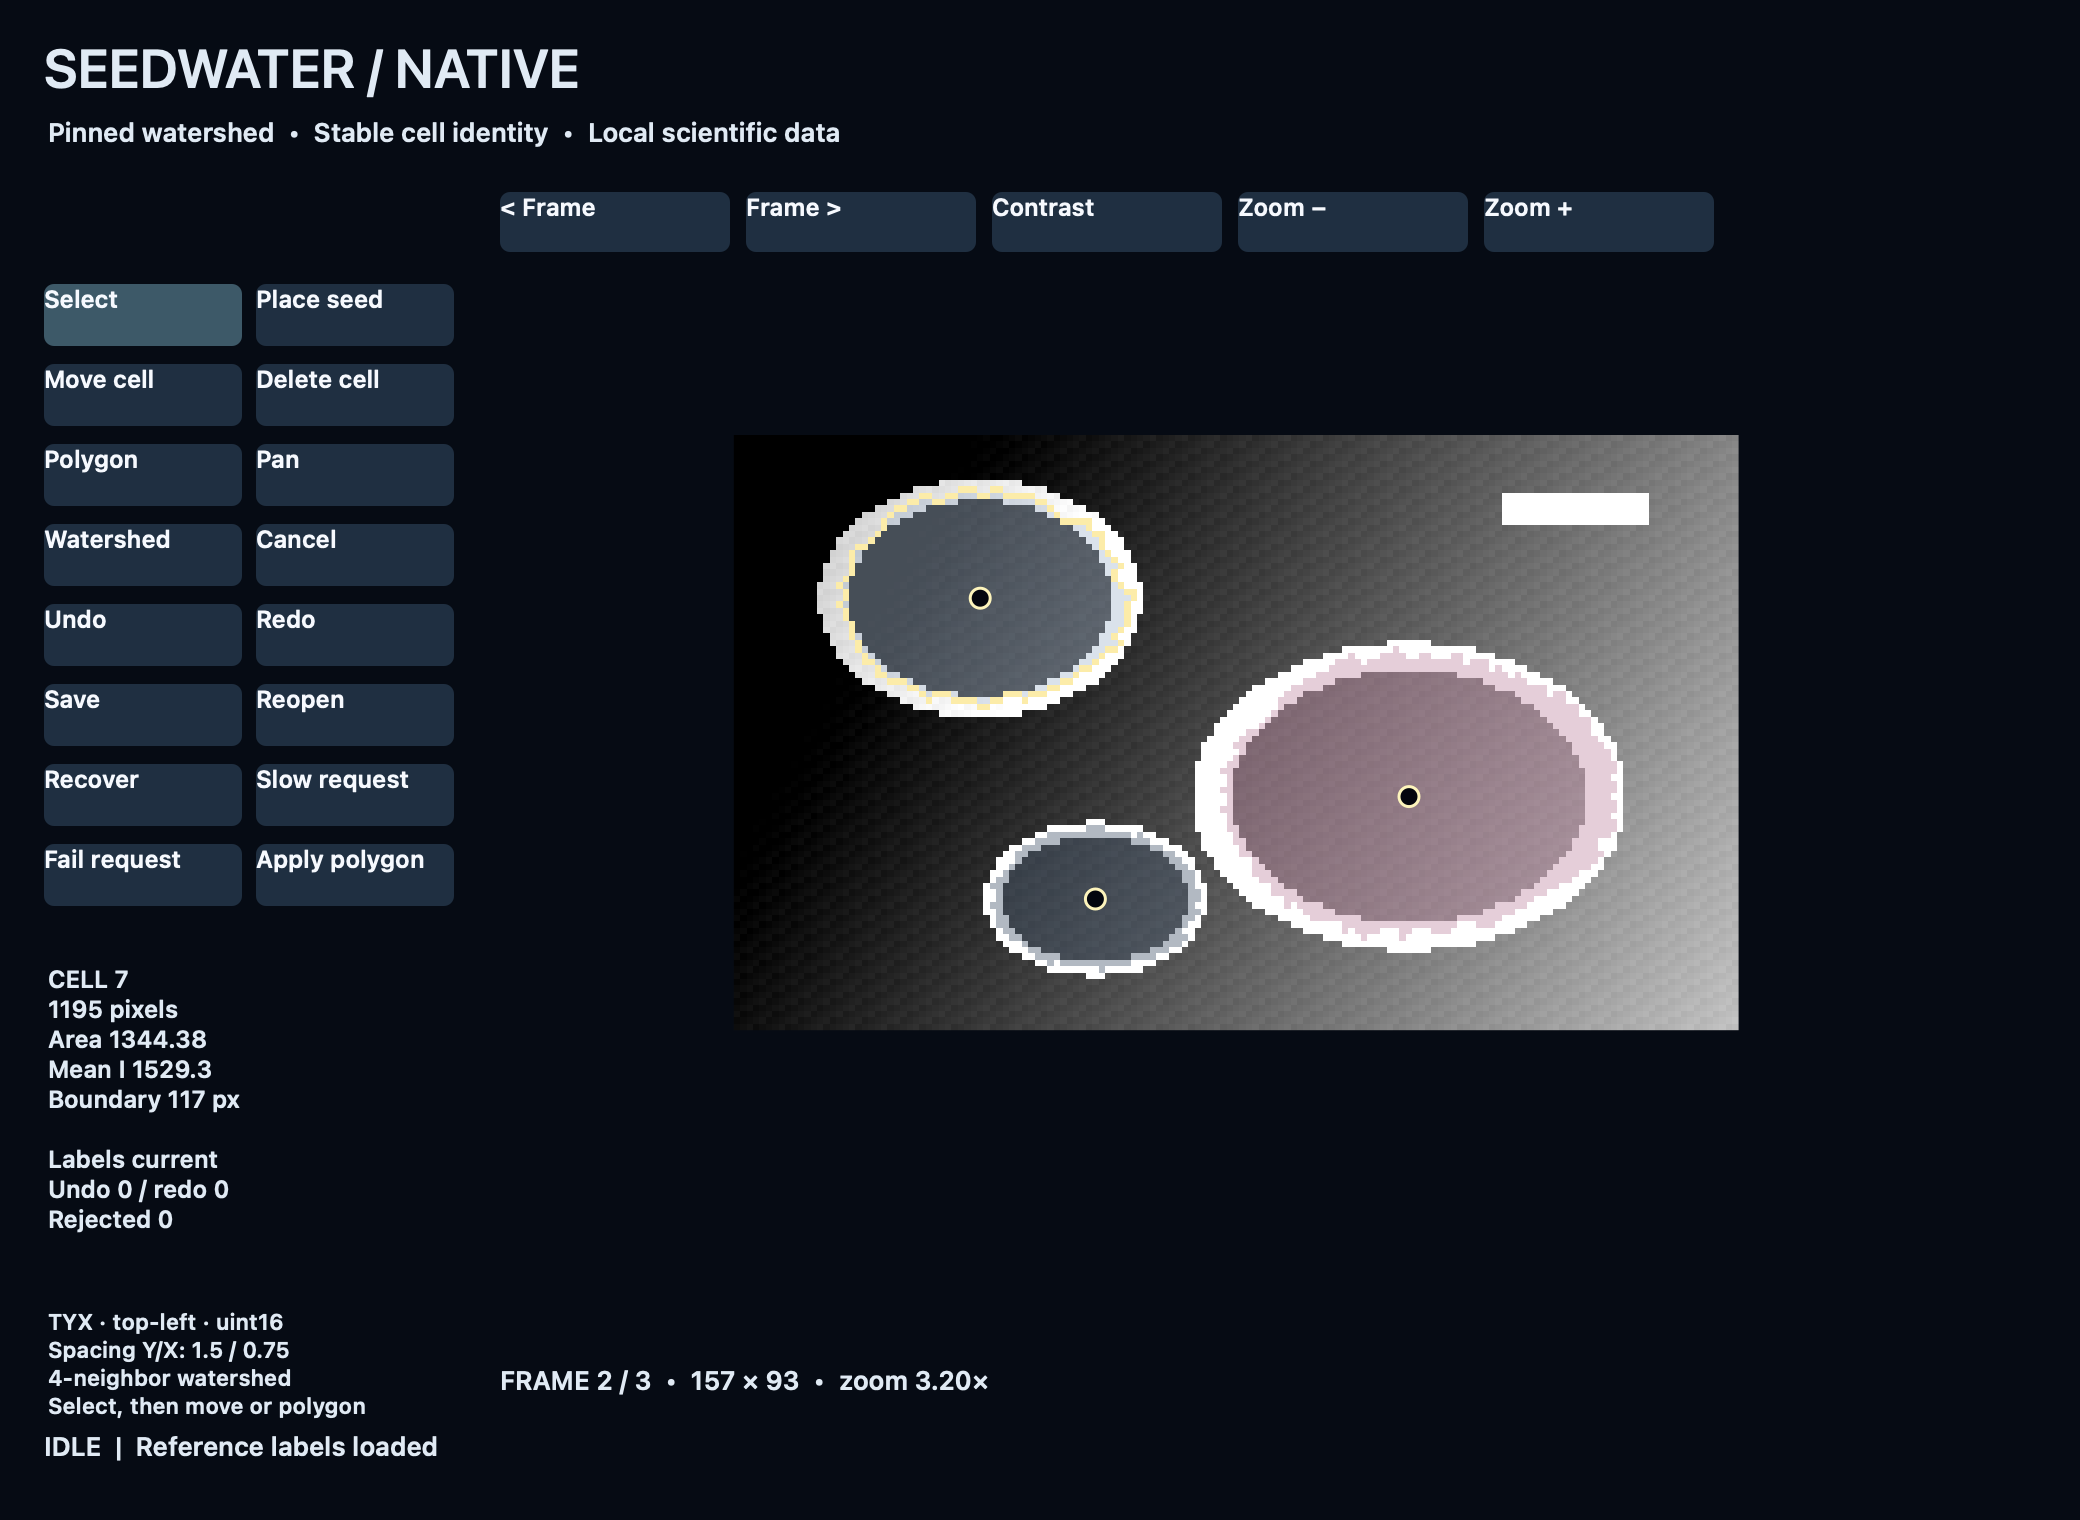 SEEDWATER / NATIVE
Pinned watershed • Stable cell identity • Local scientific data
< Frame
Frame >
Contrast
Zoom –
Zoom +
Select
Place seed
Move cell
Delete cell
Polygon
Pan
Watershed
Cancel
Undo
Redo
Save
Reopen
Recover
Slow request
Fail request
Apply polygon
CELL 7
1195 pixels
Area 1344.38
Mean I 1529.3
Boundary 117 px
Labels current
Undo 0 / redo 0
Rejected 0
TYX · top-left · uint16
Spacing Y/X: 1.5 / 0.75
4-neighbor watershed
Select, then move or polygon
FRAME 2 / 3 • 157 × 93 • zoom 3.20×
IDLE | Reference labels loaded